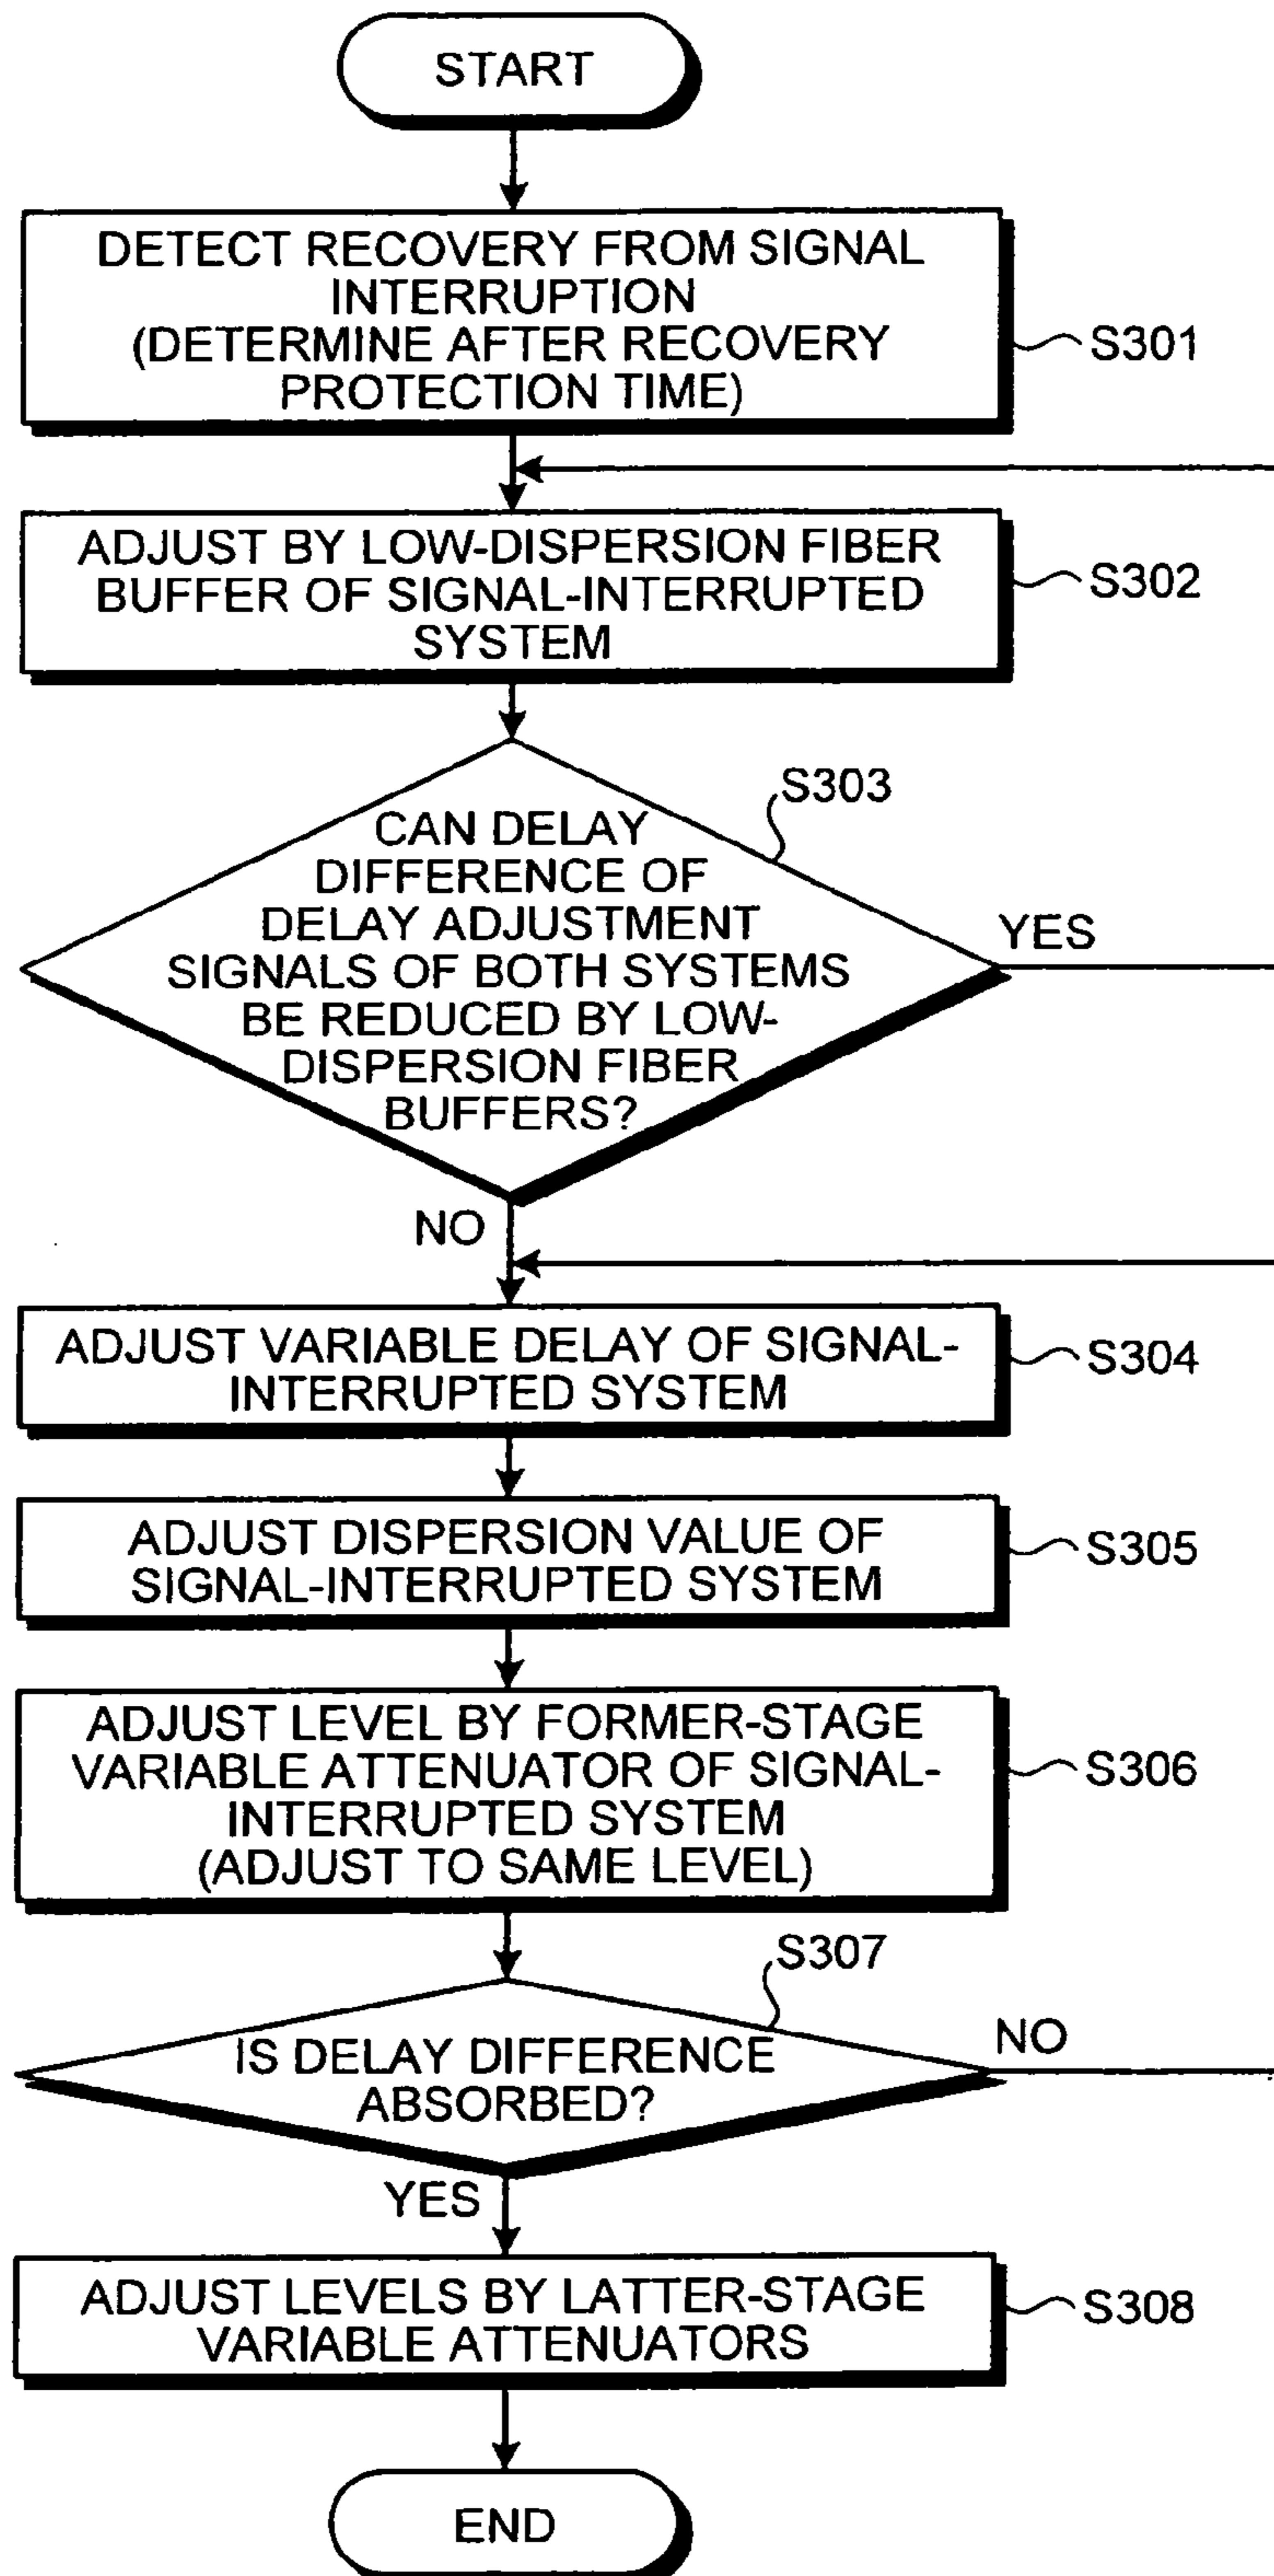 START
DETECT RECOVERY FROM SIGNAL
INTERRUPTION
(DETERMINE AFTER RECOVERY
PROTECTION TIME)
S301
ADJUST BY LOW-DISPERSION FIBER
BUFFER OF SIGNAL-INTERRUPTED
SYSTEM
S302
S303
CAN DELAY
DIFFERENCE OF
DELAY ADJUSTMENT
SIGNALS OF BOTH SYSTEMS
BE REDUCED BY LOW-
DISPERSION FIBER
BUFFERS?
YES
NO
ADJUST VARIABLE DELAY OF SIGNAL-
INTERRUPTED SYSTEM
S304
ADJUST DISPERSION VALUE OF
SIGNAL-INTERRUPTED SYSTEM
S305
ADJUST LEVEL BY FORMER-STAGE
VARIABLE ATTENUATOR OF SIGNAL-
INTERRUPTED SYSTEM
(ADJUST TO SAME LEVEL)
S306
S307
IS DELAY DIFFERENCE
ABSORBED?
NO
YES
ADJUST LEVELS BY LATTER-STAGE
VARIABLE ATTENUATORS
S308
END